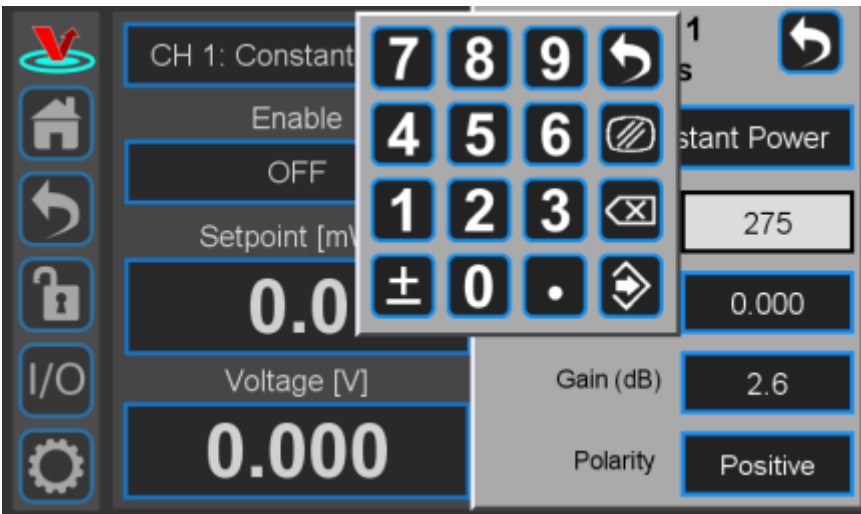 CH 1: Constant
Enable
OFF
Setpoint [m
0.0
Voltage [V]
0.000
I/O
7 8 9
4 5 6
1 2 3
± 0 .
1
s
stant Power
275
0.000
Gain (dB)
2.6
Polarity
Positive